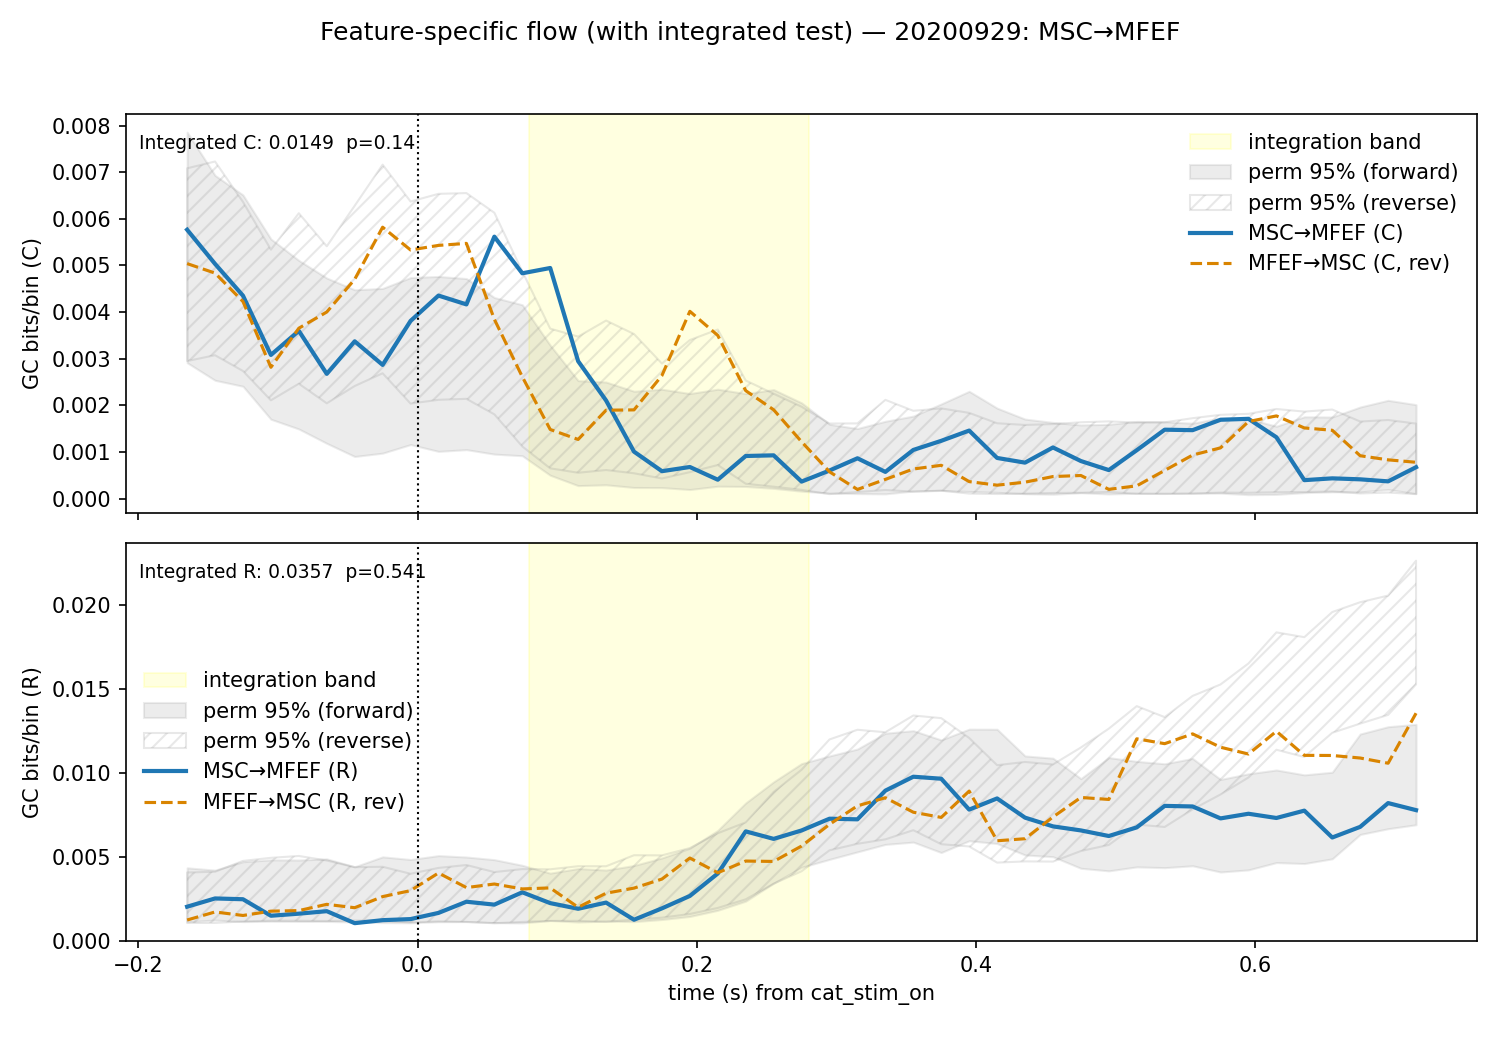 Feature-specific flow (with integrated test) — 20200929: MSC→MFEF
Integrated C: 0.0149  p=0.14
integration band
perm 95% (forward)
perm 95% (reverse)
MSC→MFEF (C)
MFEF→MSC (C, rev)
GC bits/bin (C)
0.008
0.007
0.006
0.005
0.004
0.003
0.002
0.001
0.000
Integrated R: 0.0357  p=0.541
integration band
perm 95% (forward)
perm 95% (reverse)
MSC→MFEF (R)
MFEF→MSC (R, rev)
GC bits/bin (R)
0.020
0.015
0.010
0.005
0.000
−0.2 0.0 0.2 0.4 0.6
time (s) from cat_stim_on